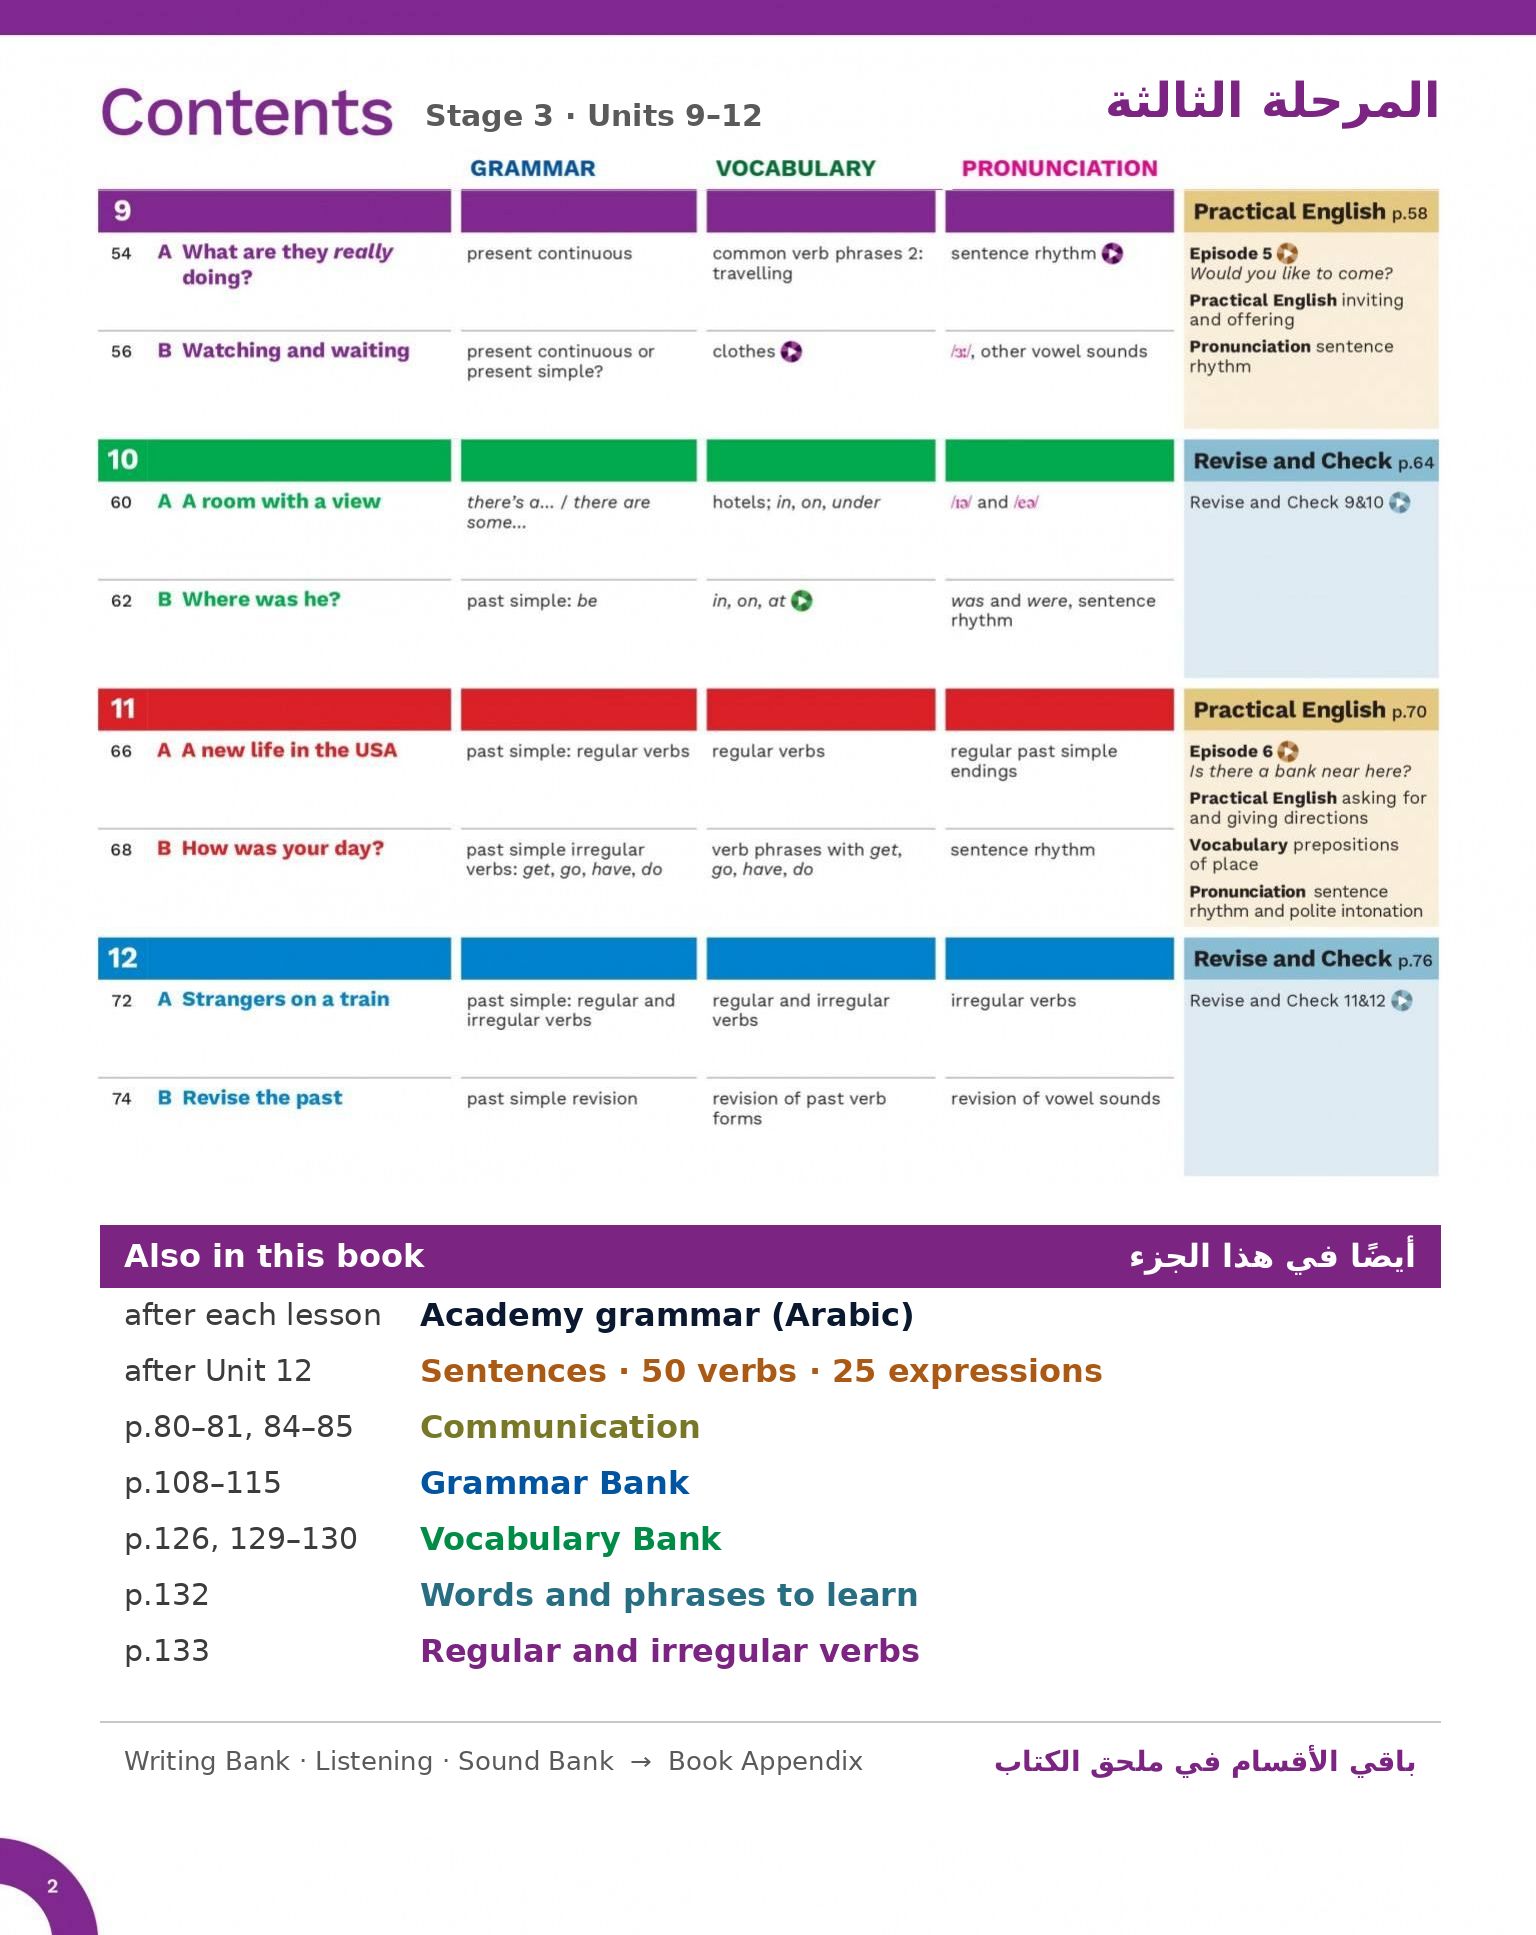 Contents Stage 3 · Units 9–12 المرحلة الثالثة
GRAMMAR VOCABULARY PRONUNCIATION
9 Practical English p.58
54 A What are they really doing?
present continuous
common verb phrases 2:
travelling
sentence rhythm
Episode 5
Would you like to come?
Practical English inviting
and offering
Pronunciation sentence
rhythm
56 B Watching and waiting
present continuous or
present simple?
clothes
/ɔː/, other vowel sounds
10 Revise and Check p.64
60 A A room with a view
there's a… / there are
some…
hotels; in, on, under
/ɪə/ and /eə/
Revise and Check 9&10
62 B Where was he?
past simple: be
in, on, at
was and were, sentence
rhythm
11 Practical English p.70
66 A A new life in the USA
past simple: regular verbs
regular verbs
regular past simple
endings
Episode 6
Is there a bank near here?
Practical English asking for
and giving directions
Vocabulary prepositions
of place
Pronunciation sentence
rhythm and polite intonation
68 B How was your day?
past simple irregular
verbs: get, go, have, do
verb phrases with get,
go, have, do
sentence rhythm
12 Revise and Check p.76
72 A Strangers on a train
past simple: regular and
irregular verbs
regular and irregular
verbs
irregular verbs
Revise and Check 11&12
74 B Revise the past
past simple revision
revision of past verb
forms
revision of vowel sounds
Also in this book أيضًا في هذا الجزء
after each lesson Academy grammar (Arabic)
after Unit 12 Sentences · 50 verbs · 25 expressions
p.80–81, 84–85 Communication
p.108–115 Grammar Bank
p.126, 129–130 Vocabulary Bank
p.132 Words and phrases to learn
p.133 Regular and irregular verbs
Writing Bank · Listening · Sound Bank → Book Appendix باقي الأقسام في ملحق الكتاب
2